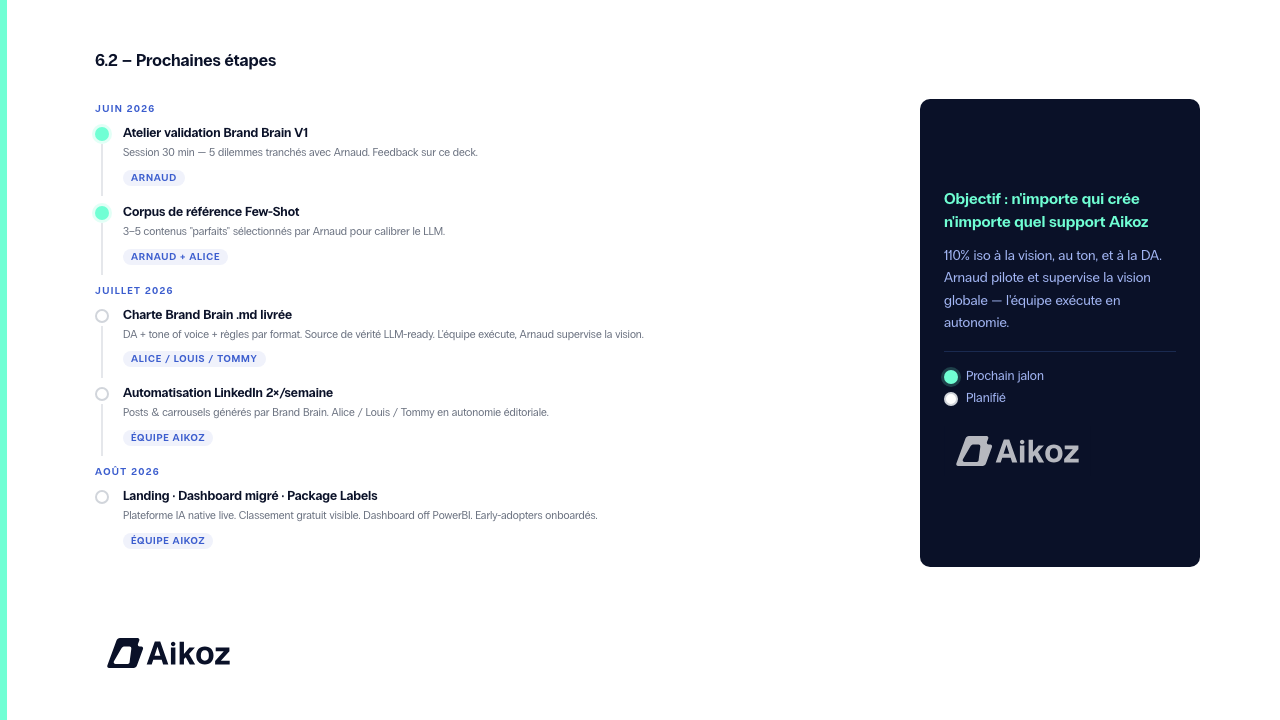 6.2 – Prochaines étapes
JUIN 2026
Atelier validation Brand Brain V1
Session 30 min — 5 dilemmes tranchés avec Arnaud. Feedback sur ce deck.
ARNAUD
Corpus de référence Few-Shot
3–5 contenus "parfaits" sélectionnés par Arnaud pour calibrer le LLM.
ARNAUD + ALICE
JUILLET 2026
Charte Brand Brain .md livrée
DA + tone of voice + règles par format. Source de vérité LLM-ready. L'équipe exécute, Arnaud supervise la vision.
ALICE / LOUIS / TOMMY
Automatisation LinkedIn 2×/semaine
Posts & carrousels générés par Brand Brain. Alice / Louis / Tommy en autonomie éditoriale.
ÉQUIPE AIKOZ
AOÛT 2026
Landing · Dashboard migré · Package Labels
Plateforme IA native live. Classement gratuit visible. Dashboard off PowerBI. Early-adopters onboardés.
ÉQUIPE AIKOZ
Objectif : n'importe qui crée
n'importe quel support Aikoz
110% iso à la vision, au ton, et à la DA.
Arnaud pilote et supervise la vision
globale — l'équipe exécute en
autonomie.
Prochain jalon
Planifié
Aikoz
Aikoz